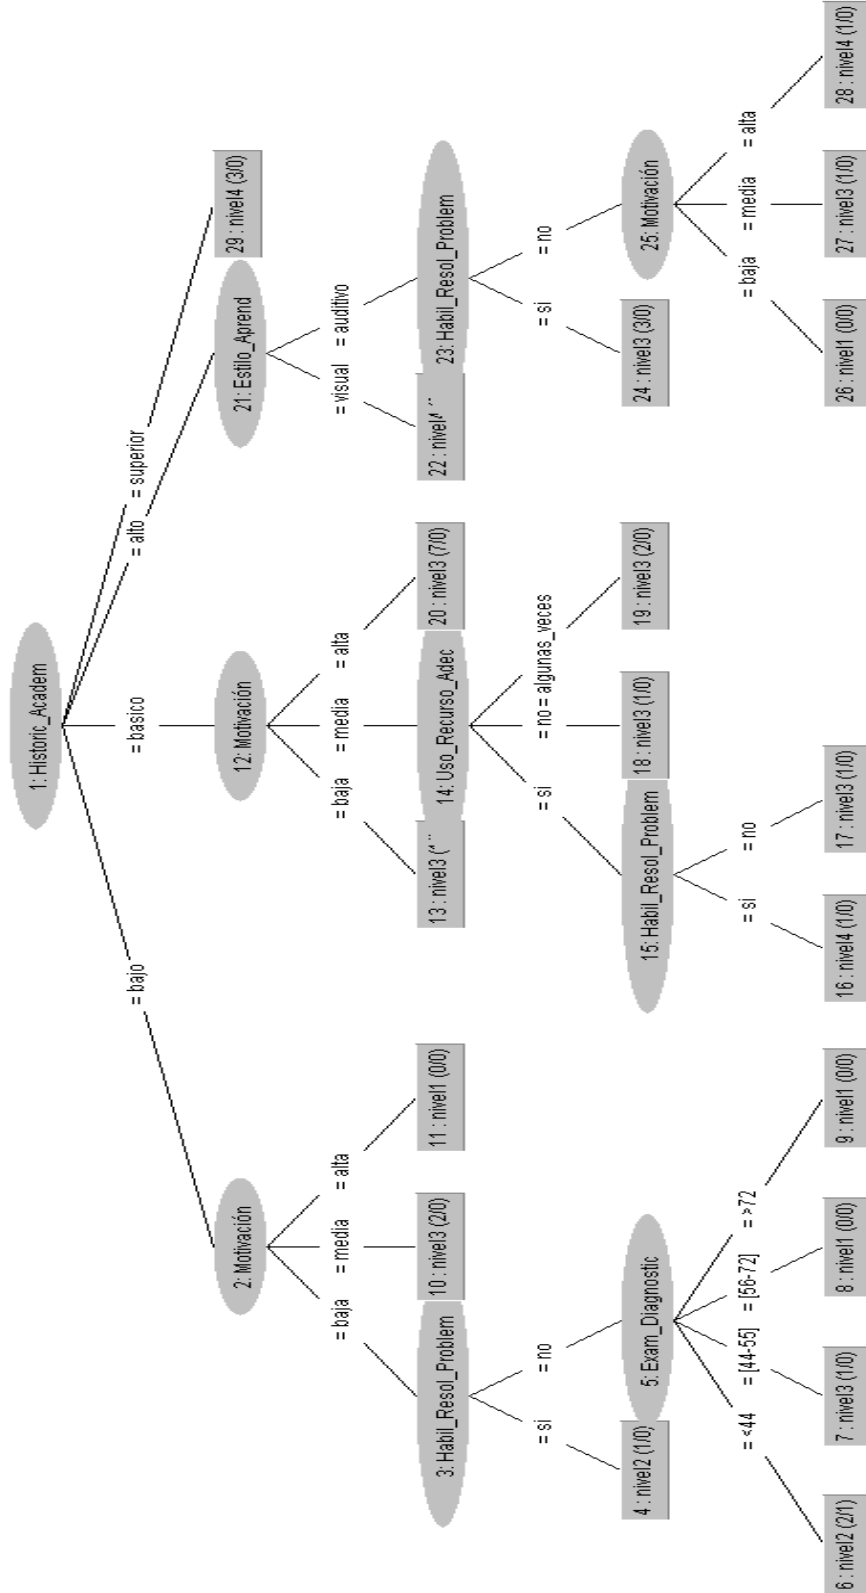 1: Historic_Academ
= bajo
= basico
= alto
= superior
2: Motivación
12: Motivación
21: Estilo_Aprend
29 : nivel4 (3/0)
= baja
= media
= alta
= baja
= media
= alta
= visual
= auditivo
3: Habil_Resol_Problem
10 : nivel3 (2/0)
11 : nivel1 (0/0)
13 : nivel3
14: Uso_Recurso_Adec
20 : nivel3 (7/0)
22 : nivel4
23: Habil_Resol_Problem
= si
= no
= si
= no
= algunas_veces
= si
= no
4 : nivel2 (1/0)
5: Exam_Diagnostic
15: Habil_Resol_Problem
18 : nivel3 (1/0)
19 : nivel3 (2/0)
24 : nivel3 (3/0)
25: Motivación
= <44
= [44-55]
= [56-72]
= >72
= si
= no
= baja
= media
= alta
6 : nivel2 (2/1)
7 : nivel3 (1/0)
8 : nivel1 (0/0)
9 : nivel1 (0/0)
16 : nivel4 (1/0)
17 : nivel3 (1/0)
26 : nivel1 (0/0)
27 : nivel3 (1/0)
28 : nivel4 (1/0)